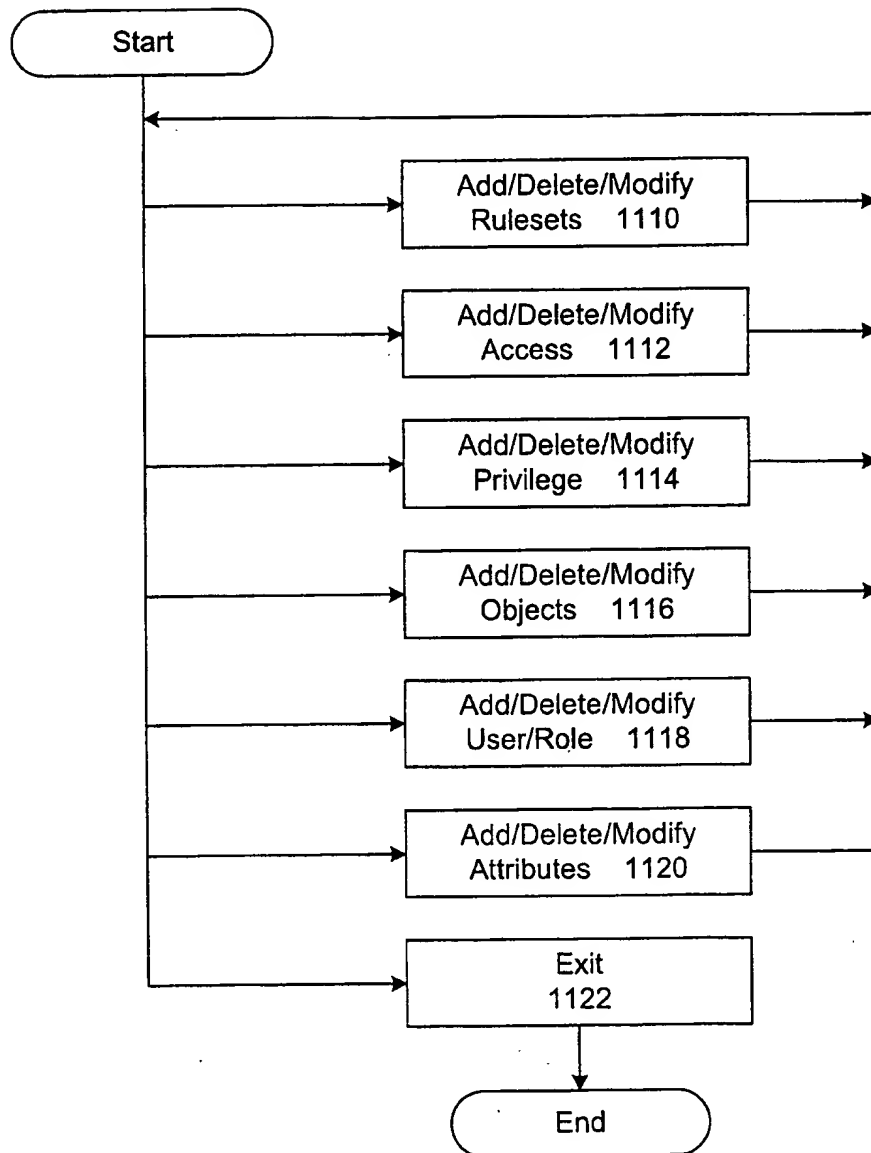 Start
Add/Delete/Modify
Rulesets 1110
Add/Delete/Modify
Access 1112
Add/Delete/Modify
Privilege 1114
Add/Delete/Modify
Objects 1116
Add/Delete/Modify
User/Role 1118
Add/Delete/Modify
Attributes 1120
Exit
1122
End